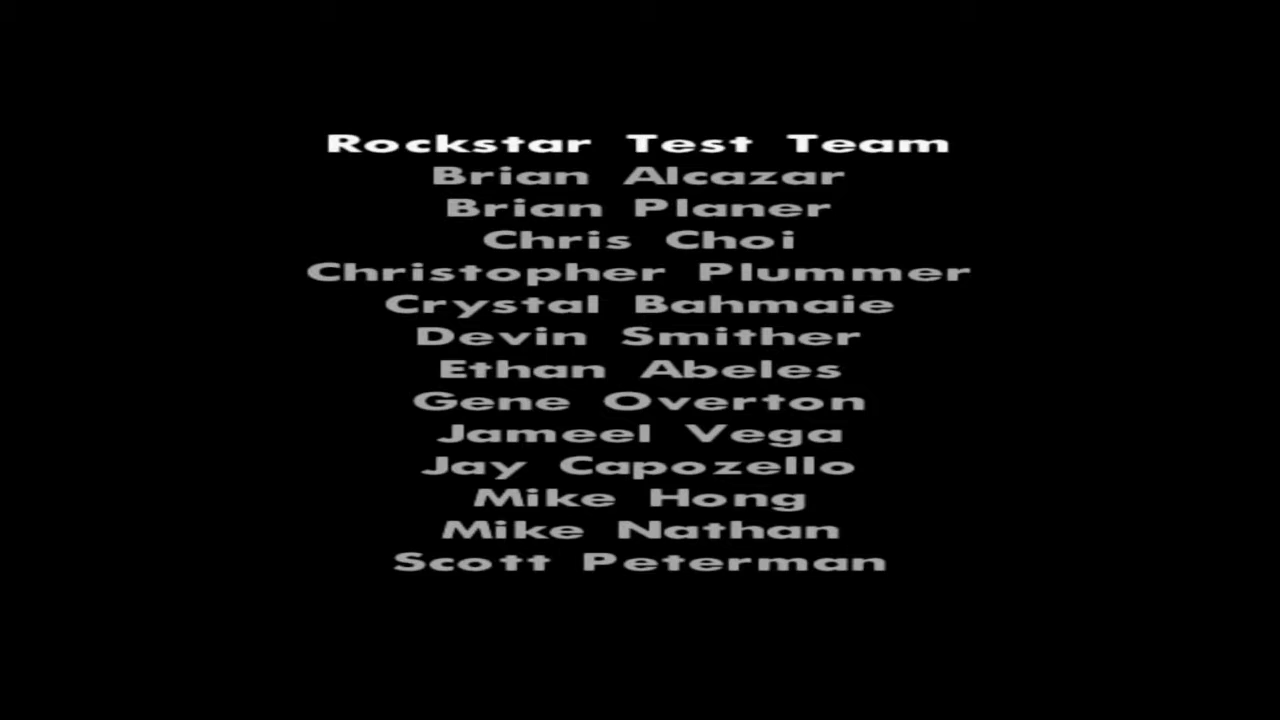 Rockstar Test Team
Brian Alcazar
Brian Planer
Chris Choi
Christopher Plummer
Crystal Bahmaie
Devin Smither
Ethan Abeles
Gene Overton
Jameel Vega
Jay Capozello
Mike Hong
Mike Nathan
Scott Peterman